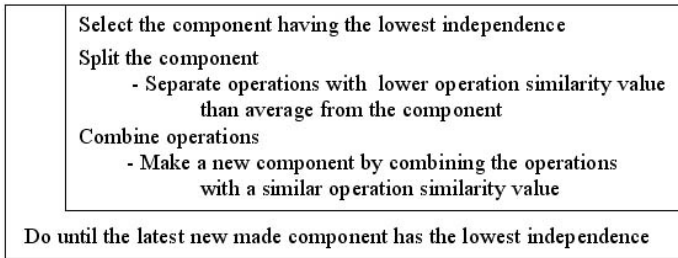 Select the component having the lowest independence
Split the component
- Separate operations with lower operation similarity value
than average from the component
Combine operations
- Make a new component by combining the operations
with a similar operation similarity value
Do until the latest new made component has the lowest independence